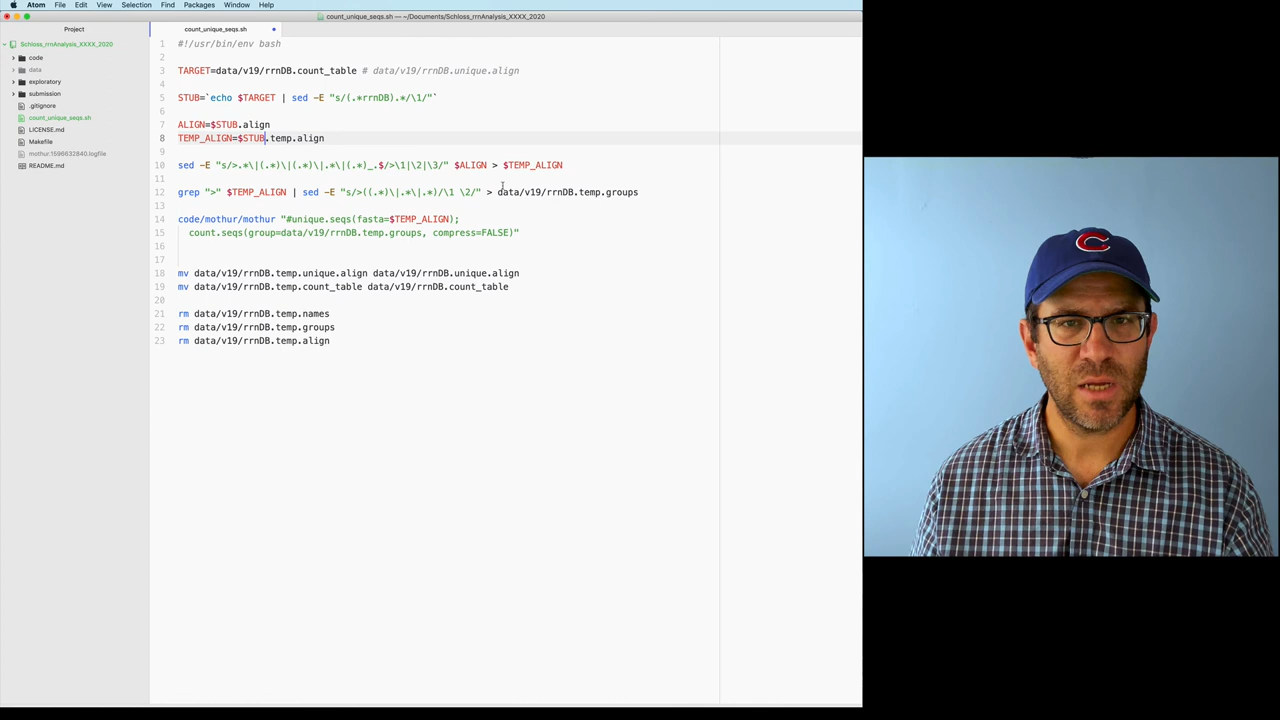 Atom File Edit View Selection Find Packages Window Help
count_unique_seqs.sh — ~/Documents/Schloss_rrnAnalysis_XXXX_2020
Project
count_unique_seqs.sh
Schloss_rrnAnalysis_XXXX_2020
code
data
exploratory
submission
.gitignore
count_unique_seqs.sh
LICENSE.md
Makefile
mothur.1596632840.logfile
README.md
1 #!/usr/bin/env bash
2
3 TARGET=data/v19/rrnDB.count_table # data/v19/rrnDB.unique.align
4
5 STUB=`echo $TARGET | sed -E "s/(.*rrnDB).*/\1/"`
6
7 ALIGN=$STUB.align
8 TEMP_ALIGN=$STUB.temp.align
9
10 sed -E "s/>.*\|(.*)\|(.*)\|.*\|(.*)_.$/>\1|\2|\3/" $ALIGN > $TEMP_ALIGN
11
12 grep ">" $TEMP_ALIGN | sed -E "s/>((.*)\|.*\|.*)/\1 \2/" > data/v19/rrnDB.temp.groups
13
14 code/mothur/mothur "#unique.seqs(fasta=$TEMP_ALIGN);
15 count.seqs(group=data/v19/rrnDB.temp.groups, compress=FALSE)"
16
17
18 mv data/v19/rrnDB.temp.unique.align data/v19/rrnDB.unique.align
19 mv data/v19/rrnDB.temp.count_table data/v19/rrnDB.count_table
20
21 rm data/v19/rrnDB.temp.names
22 rm data/v19/rrnDB.temp.groups
23 rm data/v19/rrnDB.temp.align
C